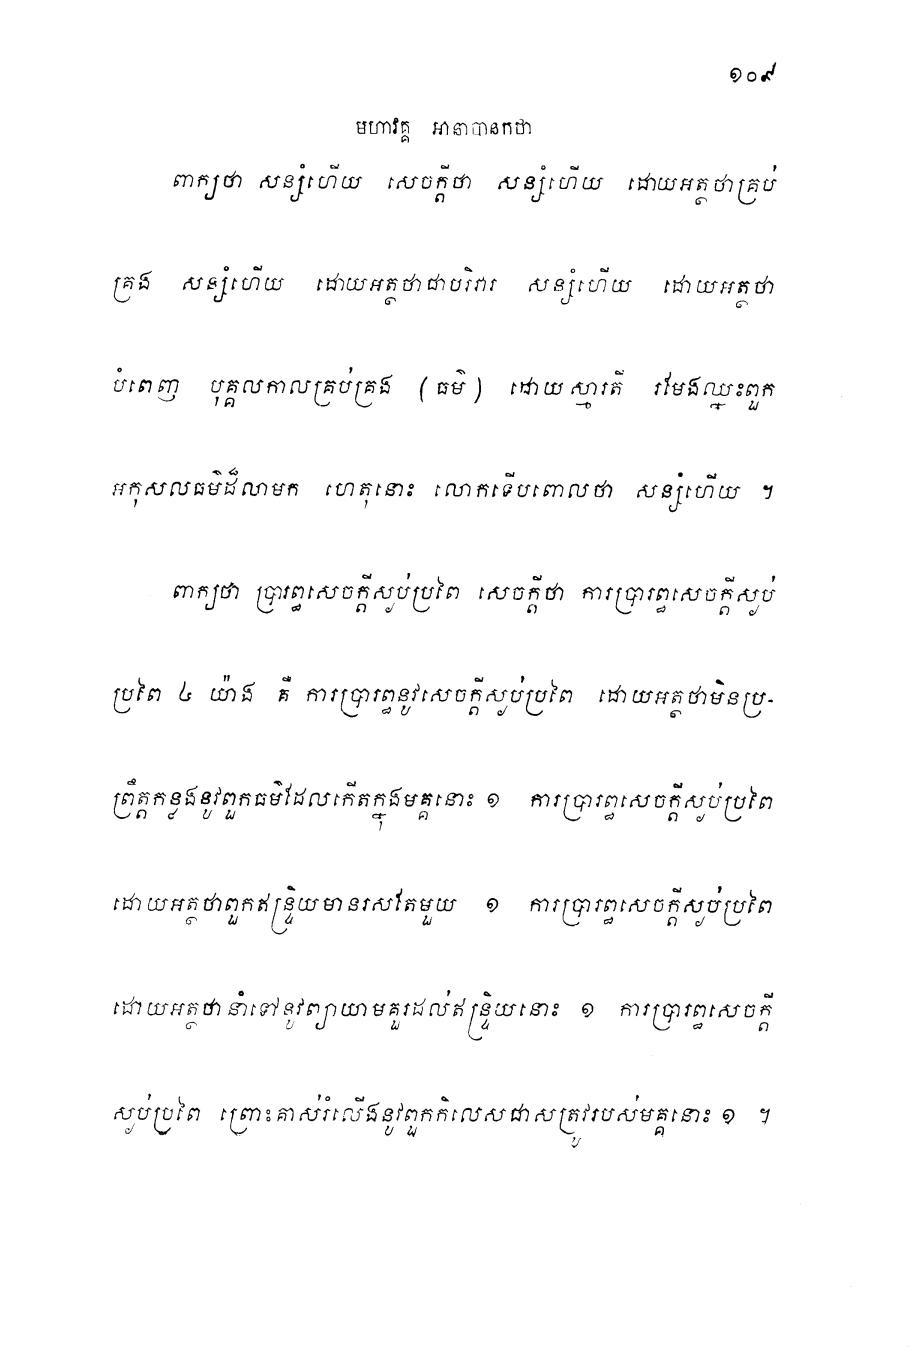 ១០៩
មហាវគ្គ អានាបានកថា
ពាក្យថា សន្សំហើយ សេចក្តីថា សន្សំហើយ ដោយអត្ថថាគ្រប់
គ្រង សន្សំហើយ ដោយអត្ថថាជាបរិវារ សន្សំហើយ ដោយអត្ថថា
បំពេញ បុគ្គលកាលគ្រប់គ្រង (ធម៌) ដោយស្មារតី រមែងឈ្នះពួក
អកុសលធម៌ដ៏លាមក ហេតុនោះ លោកទើបពោលថា សន្សំហើយ ។
ពាក្យថា ប្រារព្ធសេចក្តីស្ងប់ប្រពៃ សេចក្តីថា ការប្រារព្ធសេចក្តីស្ងប់
ប្រពៃ ៤ យ៉ាង គឺ ការប្រារព្ធនូវសេចក្តីស្ងប់ប្រពៃ ដោយអត្ថថាមិនប្រ-
ព្រឹត្តកន្លងនូវពួកធម៌ដែលកើតក្នុងមគ្គនោះ ១ ការប្រារព្ធសេចក្តីស្ងប់ប្រពៃ
ដោយអត្ថថាពួកឥន្ទ្រិយមានរសតែមួយ ១ ការប្រារព្ធសេចក្តីស្ងប់ប្រពៃ
ដោយអត្ថថានាំទៅនូវព្យាយាមគួរដល់ឥន្ទ្រិយនោះ ១ ការប្រារព្ធសេចក្តី
ស្ងប់ប្រពៃ ព្រោះគាស់រំលើងនូវពួកកិលេសជាសត្រូវរបស់មគ្គនោះ ១ ។